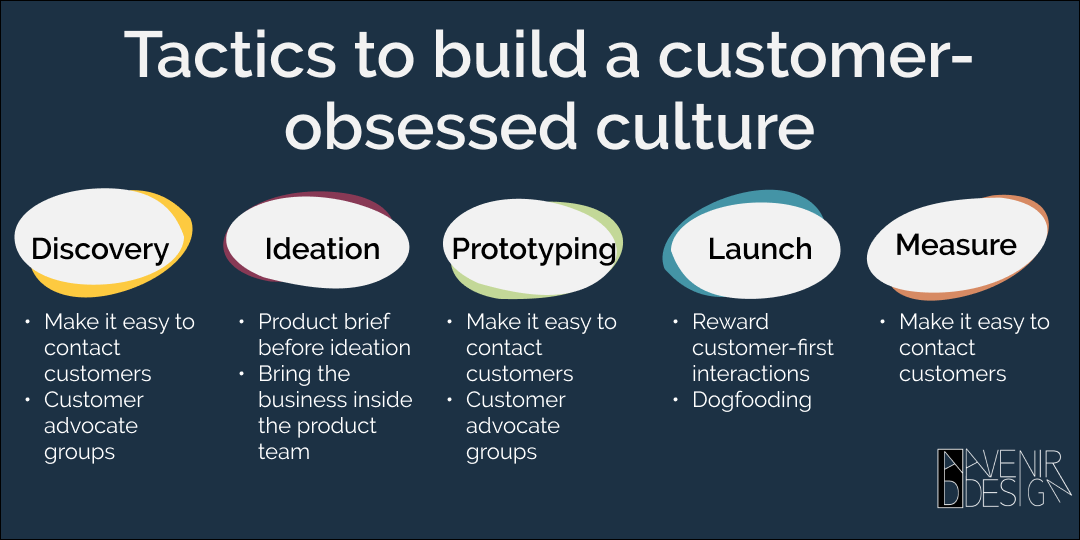 Tactics to build a customer-
obsessed culture
Discovery
• Make it easy to
contact
customers
• Customer
advocate
groups
Ideation
• Product brief
before ideation
• Bring the
business inside
the product
team
Prototyping
• Make it easy to
contact
customers
• Customer
advocate
groups
Launch
• Reward
customer-first
interactions
• Dogfooding
Measure
• Make it easy to
contact
customers
A
D
AVENIR
DESIGN